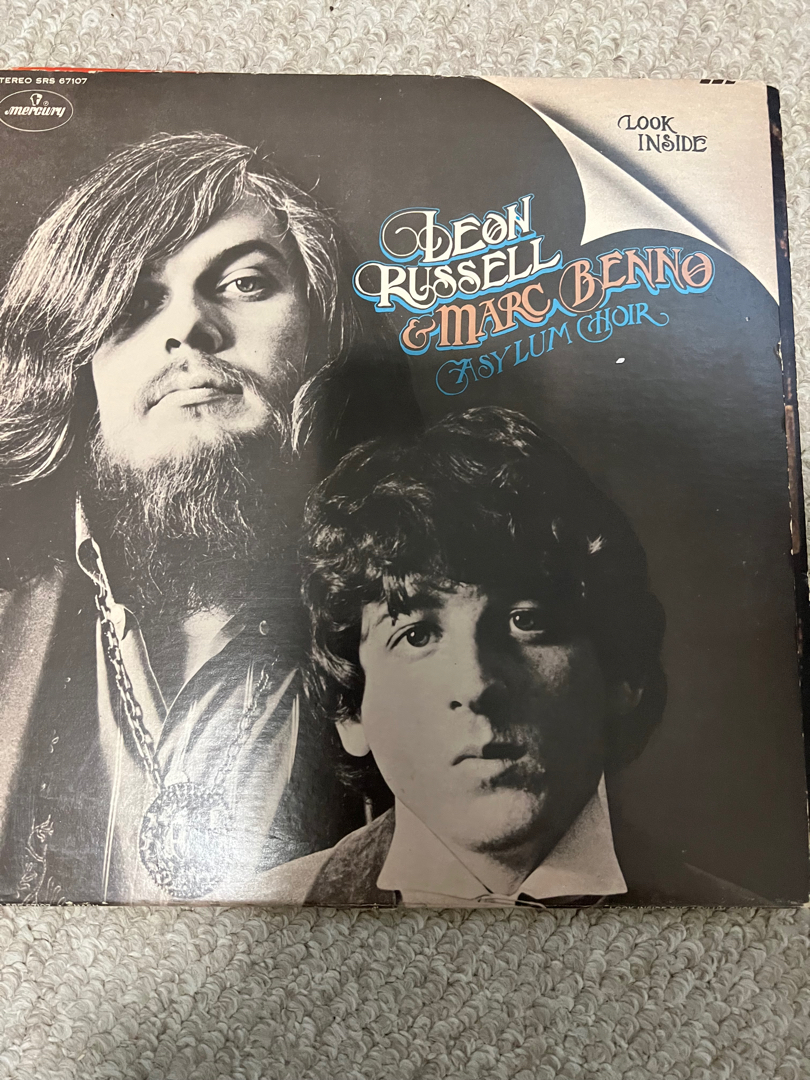 STEREO SRS 67107
mercury
LOOK
INSIDE
LEON
RUSSELL
& MARC BENNO
ASYLUM CHOIR